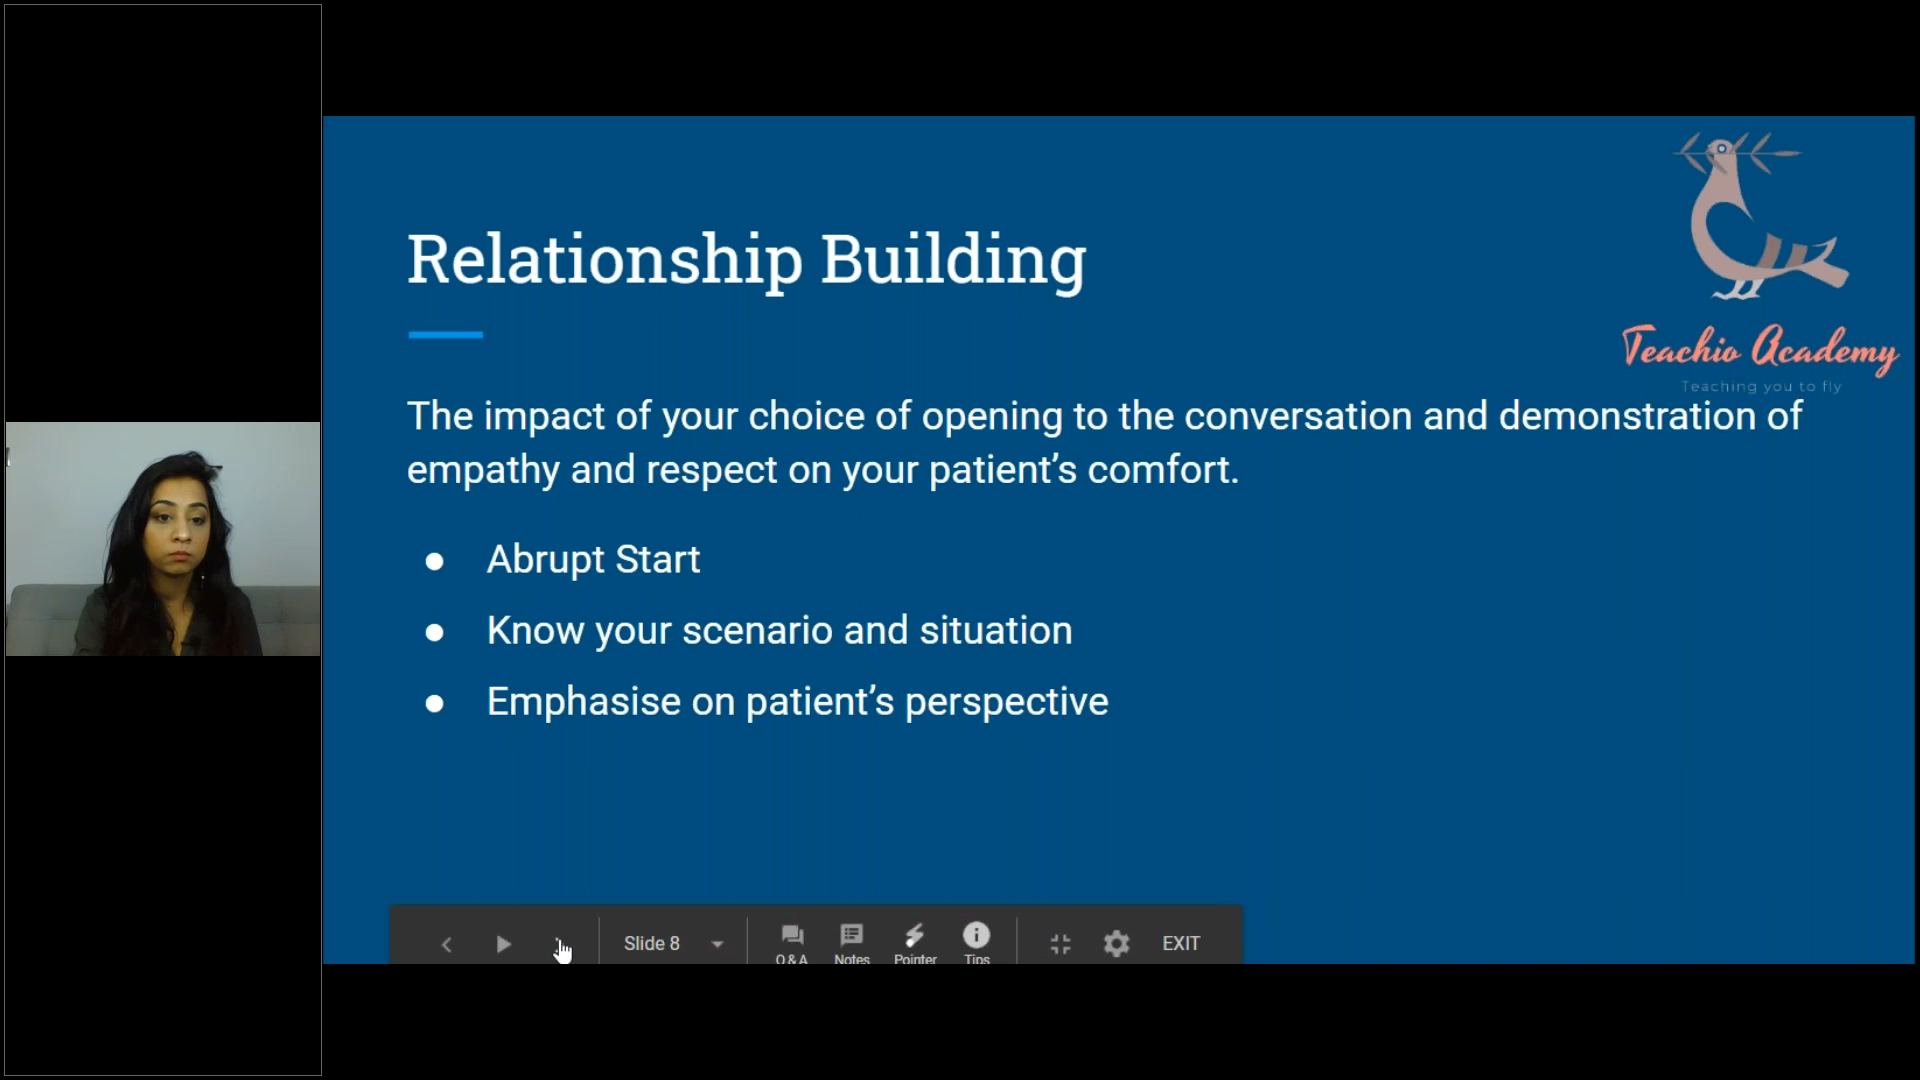 Relationship Building
Teachio Academy
Teaching you to fly
The impact of your choice of opening to the conversation and demonstration of
empathy and respect on your patient’s comfort.
● Abrupt Start
● Know your scenario and situation
● Emphasise on patient’s perspective
Slide 8
Q & A
Notes
Pointer
Tips
EXIT